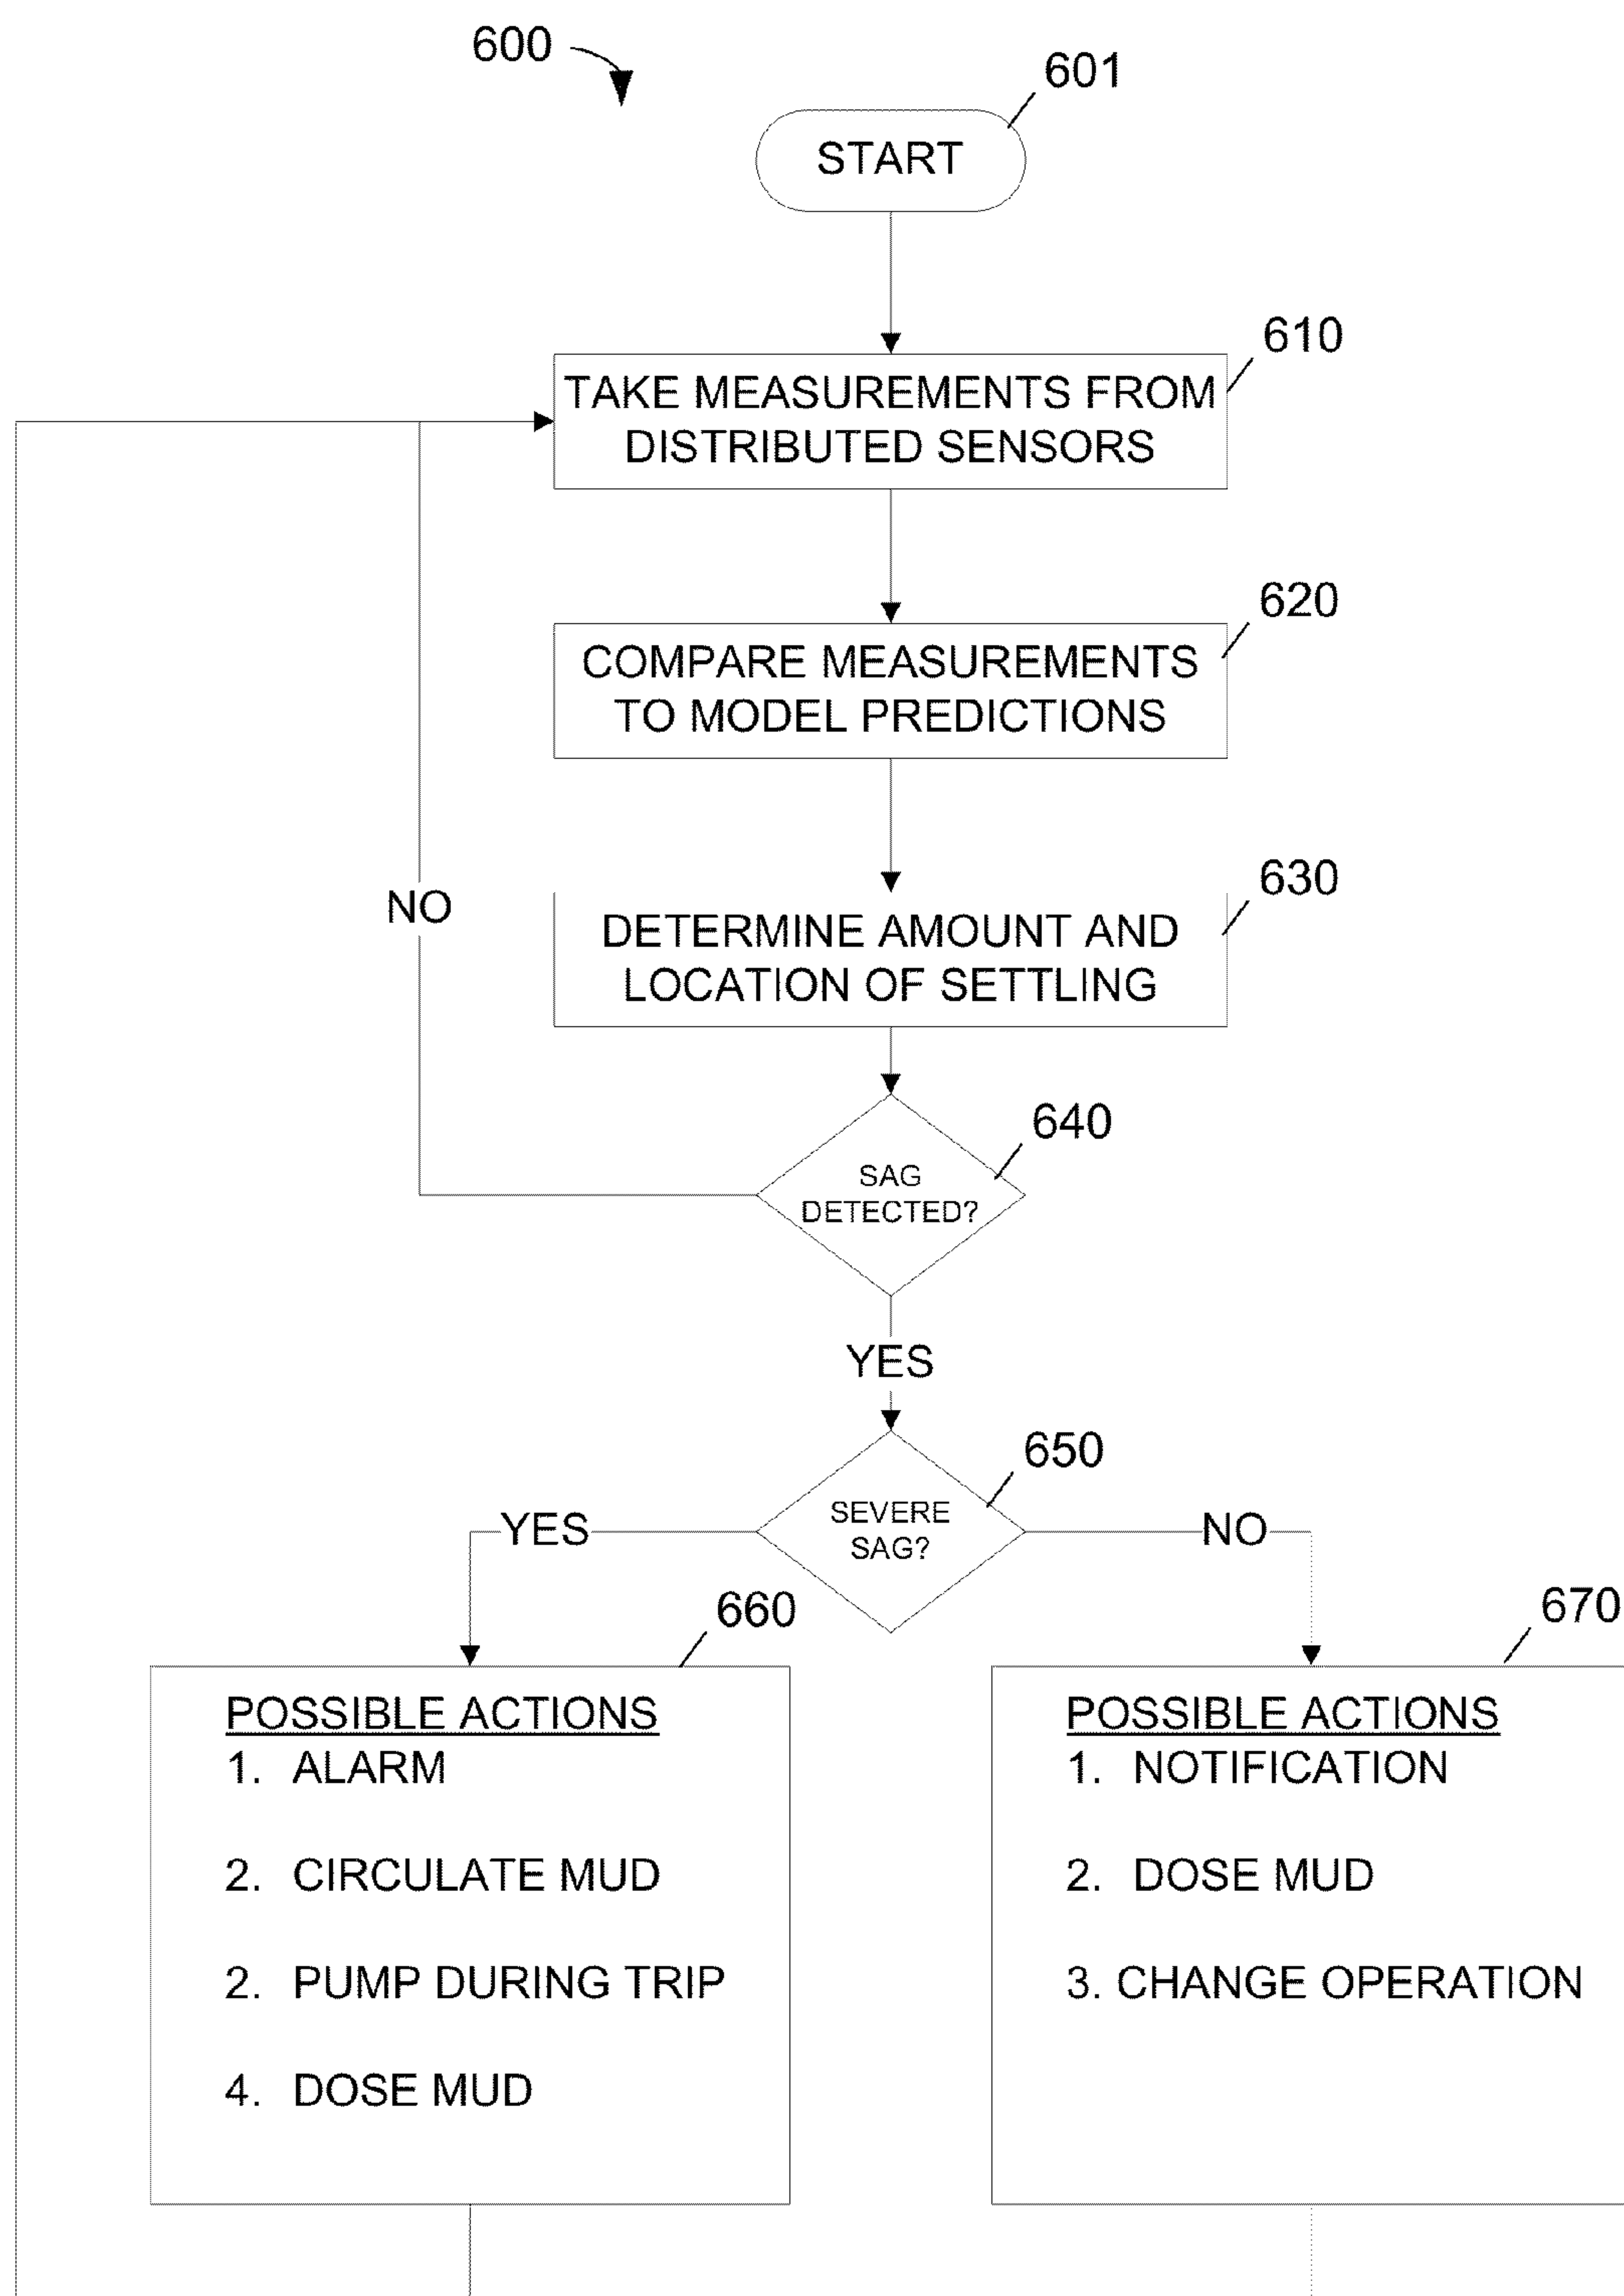 600
601
START
610
TAKE MEASUREMENTS FROM
DISTRIBUTED SENSORS
620
COMPARE MEASUREMENTS
TO MODEL PREDICTIONS
630
DETERMINE AMOUNT AND
LOCATION OF SETTLING
NO
640
SAG
DETECTED?
YES
650
SEVERE
SAG?
YES
NO
660
POSSIBLE ACTIONS
1. ALARM
2. CIRCULATE MUD
2. PUMP DURING TRIP
4. DOSE MUD
670
POSSIBLE ACTIONS
1. NOTIFICATION
2. DOSE MUD
3. CHANGE OPERATION